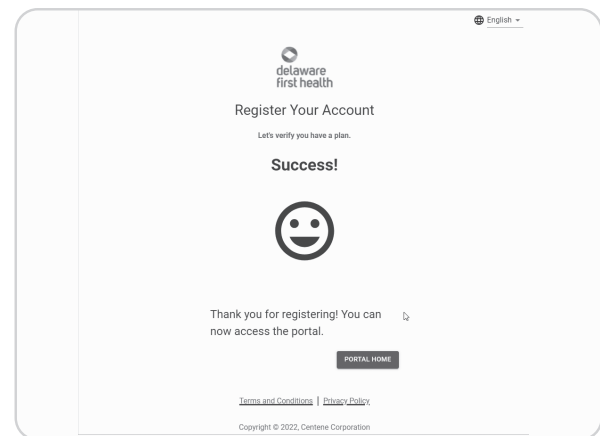 English
delaware
first health
Register Your Account
Let's verify you have a plan.
Success!
Thank you for registering! You can
now access the portal.
PORTAL HOME
Terms and Conditions | Privacy Policy
Copyright © 2022, Centene Corporation